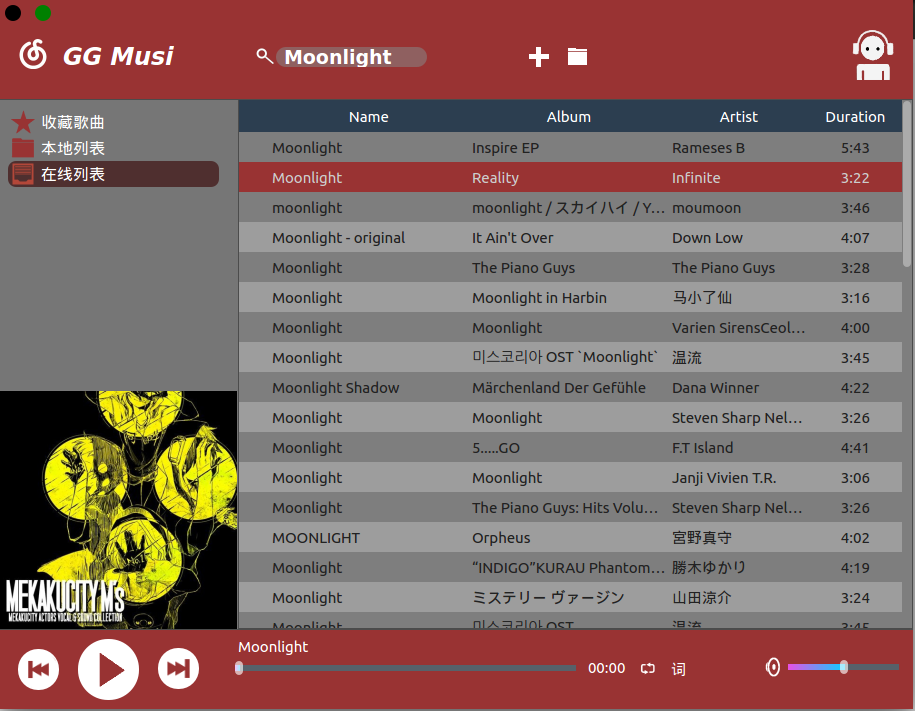 GG Musi
Moonlight
收藏歌曲
本地列表
在线列表
Name Album Artist Duration
Moonlight Inspire EP Rameses B 5:43
Moonlight Reality Infinite 3:22
moonlight moonlight / スカイハイ / Y... moumoon 3:46
Moonlight - original It Ain't Over Down Low 4:07
Moonlight The Piano Guys The Piano Guys 3:28
Moonlight Moonlight in Harbin 马小了仙 3:16
Moonlight Moonlight Varien SirensCeol... 4:00
Moonlight 미스코리아 OST `Moonlight` 温流 3:45
Moonlight Shadow Märchenland Der Gefühle Dana Winner 4:22
Moonlight Moonlight Steven Sharp Nel... 3:26
Moonlight 5.....GO F.T Island 4:41
Moonlight Moonlight Janji Vivien T.R. 3:06
Moonlight The Piano Guys: Hits Volu... Steven Sharp Nel... 3:26
MOONLIGHT Orpheus 宮野真守 4:02
Moonlight “INDIGO”KURAU Phantom... 勝木ゆかり 4:19
Moonlight ミステリー ヴァージン 山田涼介 3:24
Moonlight 미스코리아 OST 温流 3:45
MEKAKUCITY M's
MEKAKUCITY ACTORS VOCAL & SOUND COLLECTION
Moonlight
00:00 词